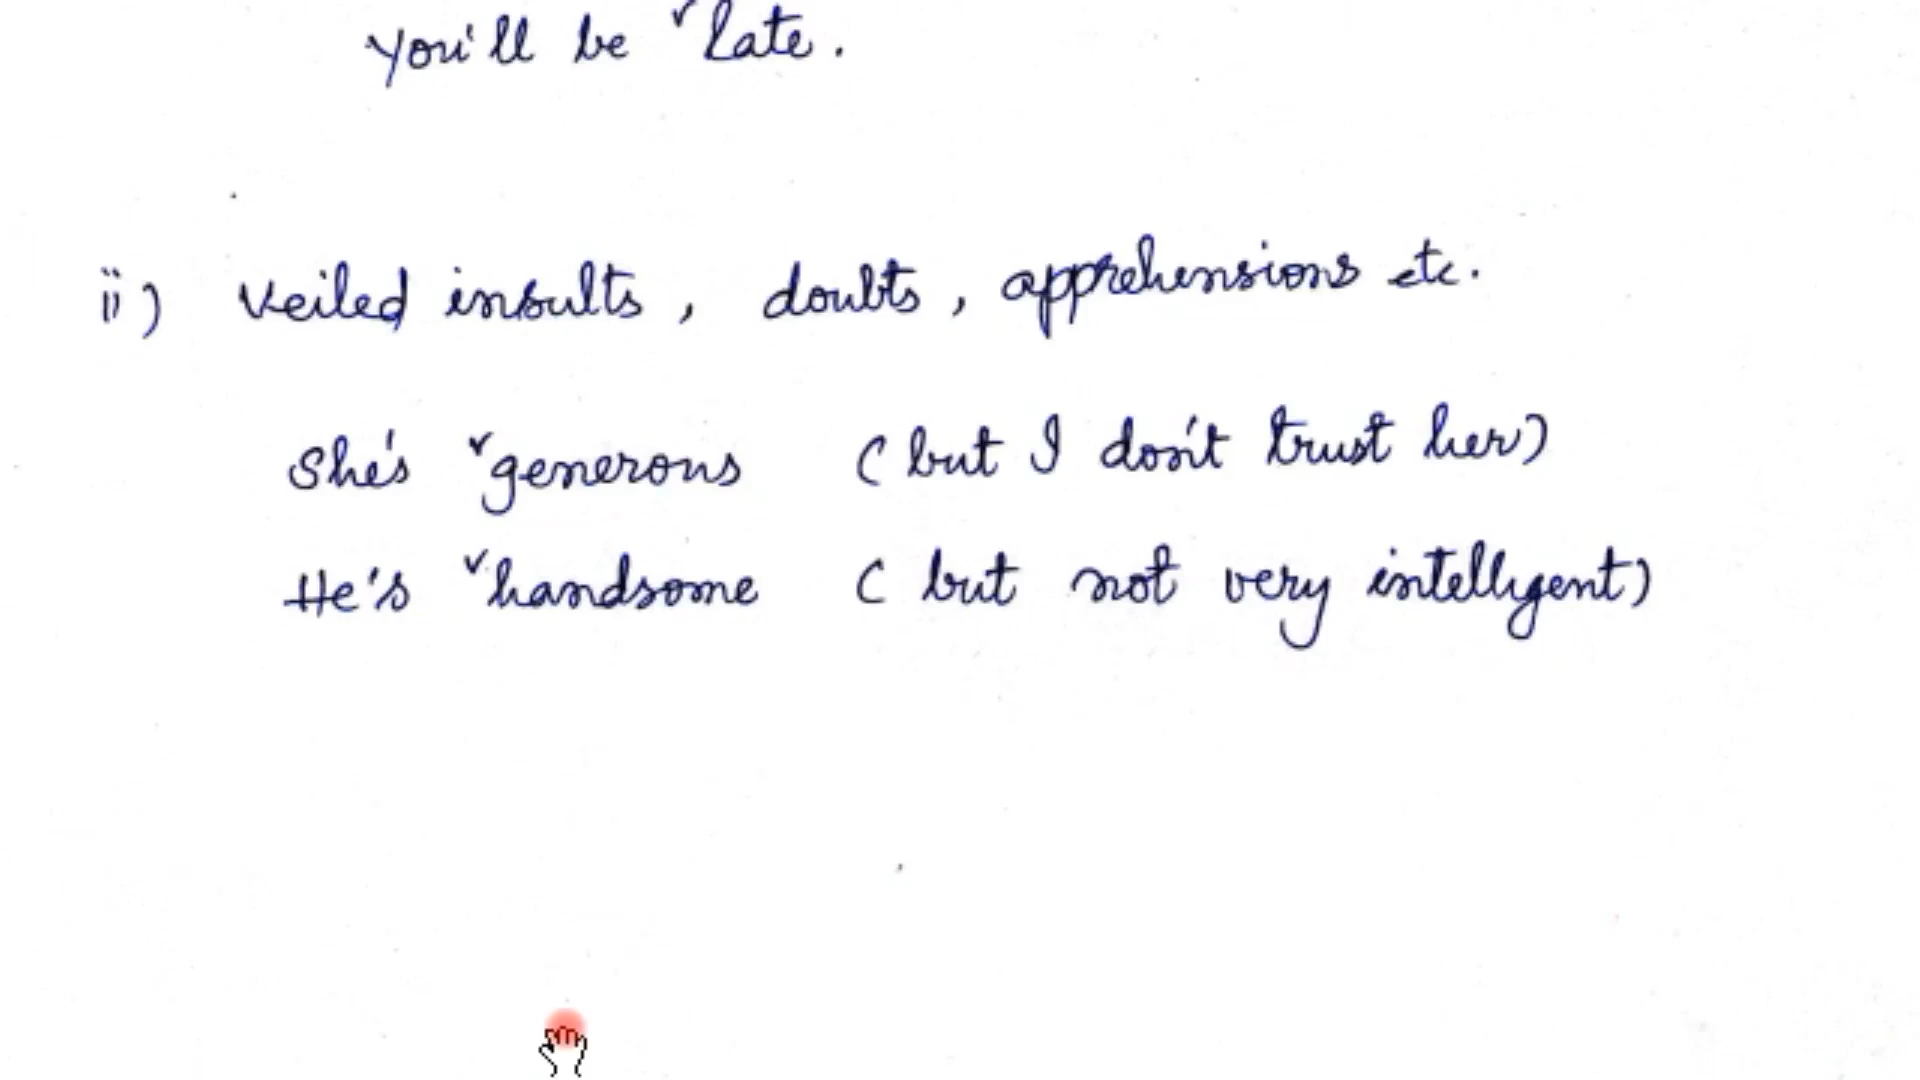 You'll be ˅late.
ii) Veiled insults, doubts, apprehensions etc.
She's ˅generous (but I don't trust her)
He's ˅handsome (but not very intelligent)